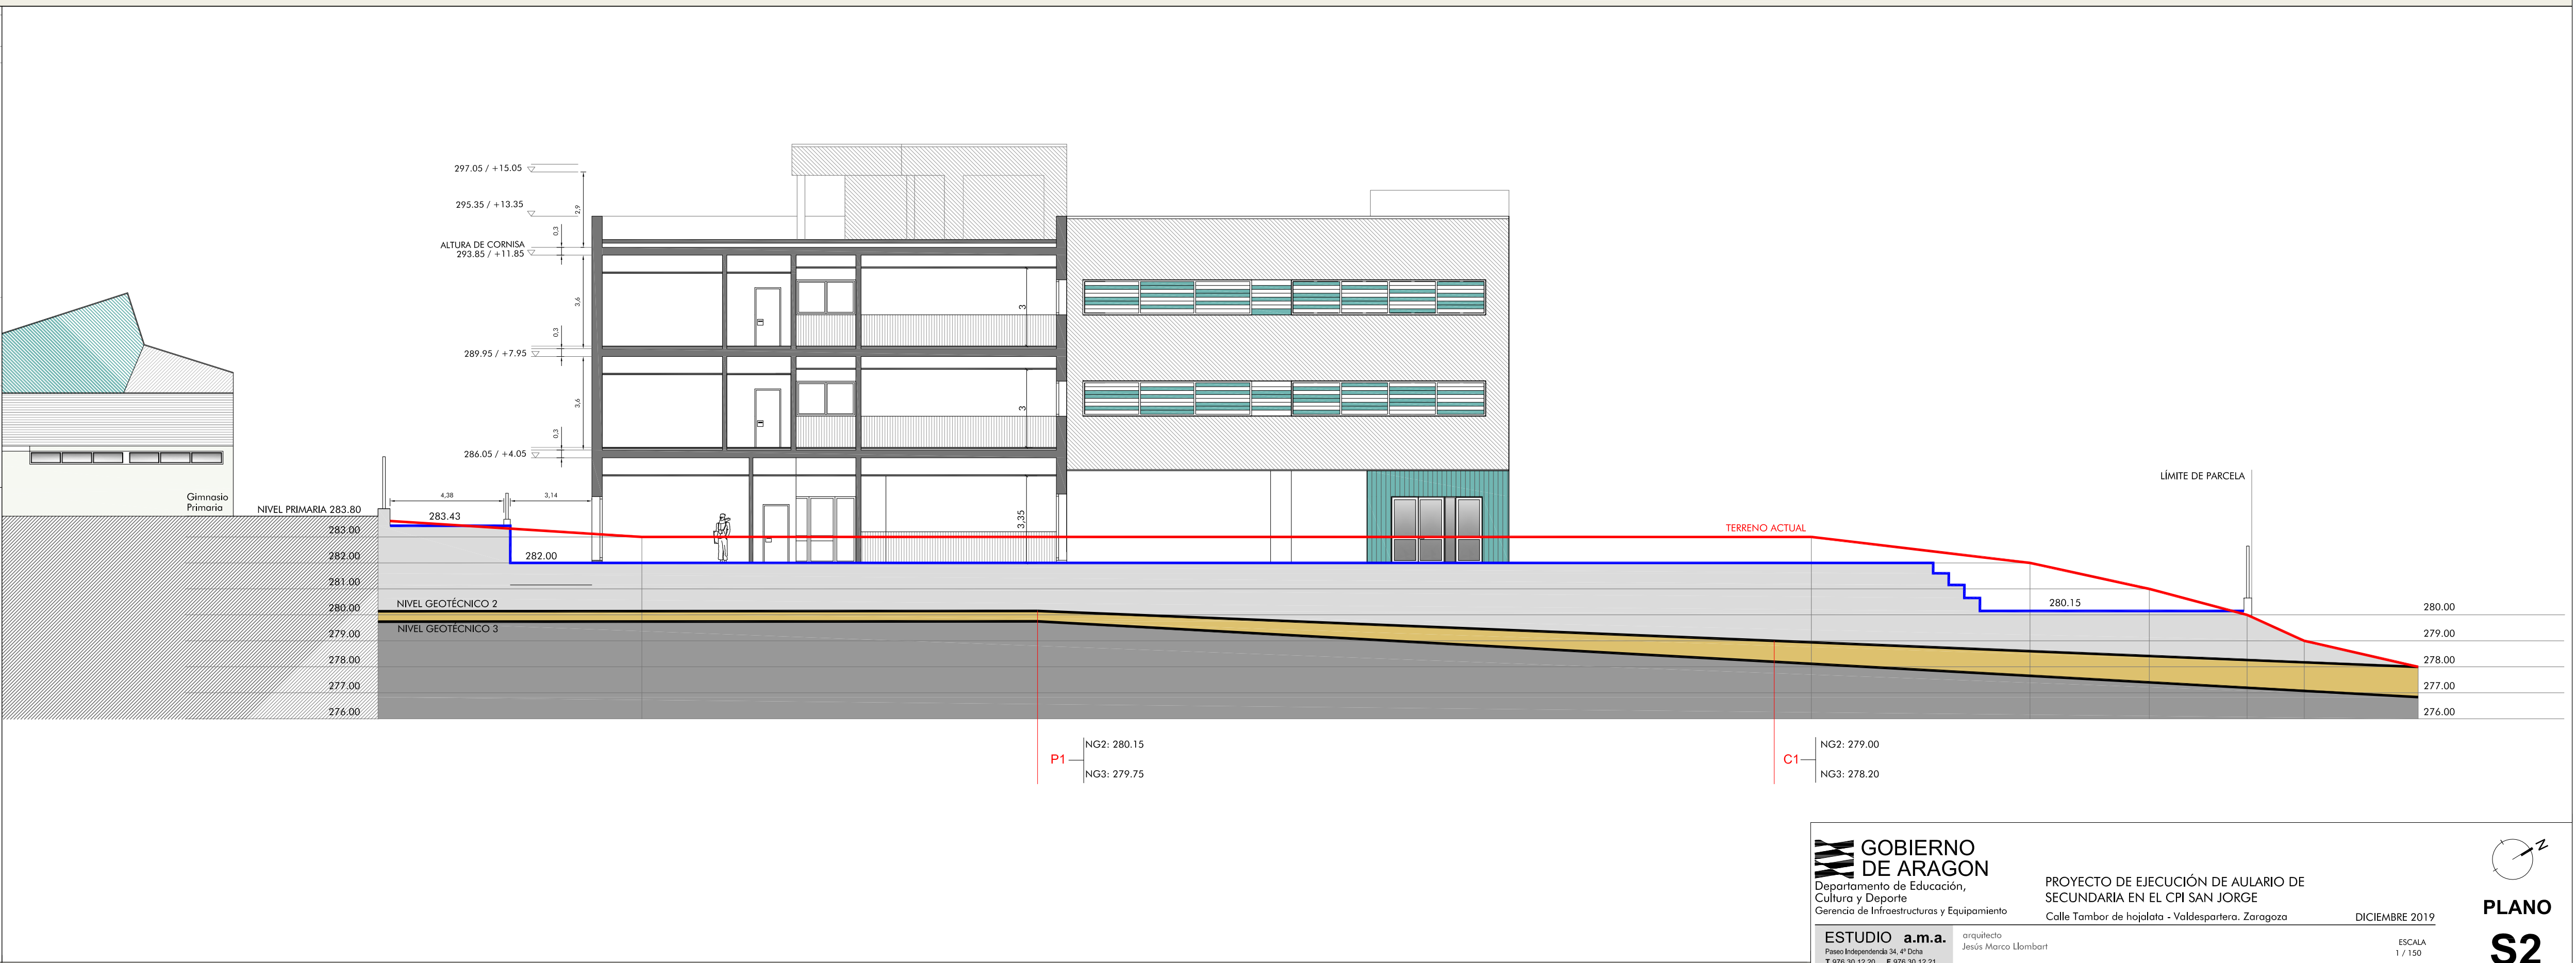 297.05 / +15.05
295.35 / +13.35
ALTURA DE CORNISA
293.85 / +11.85
289.95 / +7.95
286.05 / +4.05
2,9
0,3
3,6
0,3
3,6
0,3
3
3
3,35
4,38
3,14
Gimnasio
Primaria
NIVEL PRIMARIA 283.80
283.43
283.00
282.00
282.00
281.00
280.00
279.00
278.00
277.00
276.00
NIVEL GEOTÉCNICO 2
NIVEL GEOTÉCNICO 3
TERRENO ACTUAL
LÍMITE DE PARCELA
280.15
280.00
279.00
278.00
277.00
276.00
P1
NG2: 280.15
NG3: 279.75
C1
NG2: 279.00
NG3: 278.20
GOBIERNO
DE ARAGON
Departamento de Educación,
Cultura y Deporte
Gerencia de Infraestructuras y Equipamiento
PROYECTO DE EJECUCIÓN DE AULARIO DE
SECUNDARIA EN EL CPI SAN JORGE
Calle Tambor de hojalata - Valdespartera. Zaragoza
DICIEMBRE 2019
ESTUDIO a.m.a.
Paseo Independencia 34, 4º Dcha
T 976 30 12 20 F 976 30 12 21
arquitecto
Jesús Marco Llombart
ESCALA
1 / 150
N
PLANO
S2